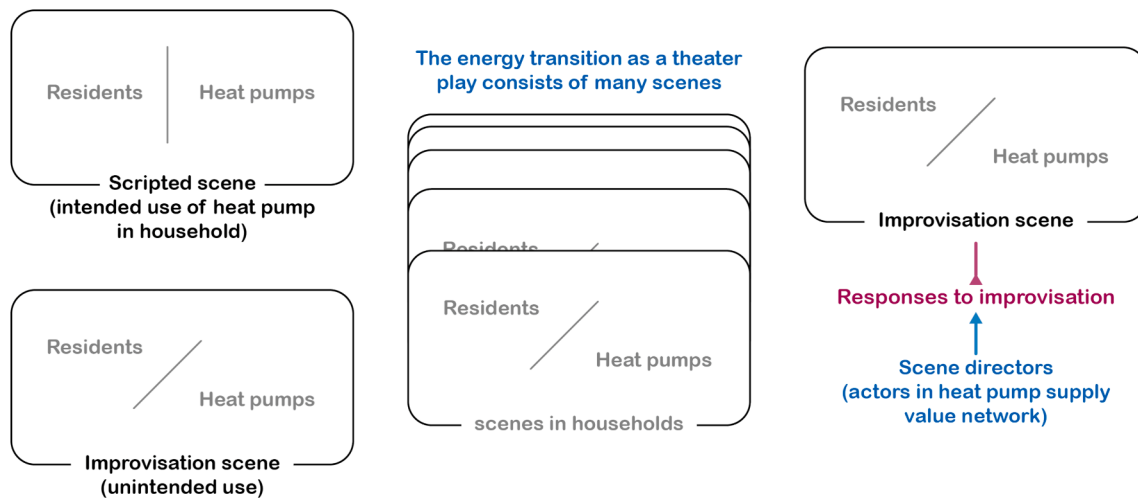 Residents
Heat pumps
Scripted scene
(intended use of heat pump
in household)
Residents
Heat pumps
Improvisation scene
(unintended use)
The energy transition as a theater
play consists of many scenes
Residents
Residents
Heat pumps
scenes in households
Residents
Heat pumps
Improvisation scene
Responses to improvisation
Scene directors
(actors in heat pump supply
value network)